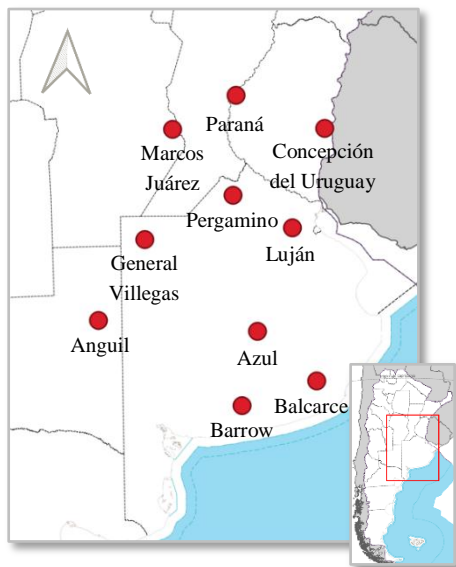 Paraná
Marcos
Juárez
Concepción
del Uruguay
Pergamino
Luján
General
Villegas
Anguil
Azul
Balcarce
Barrow